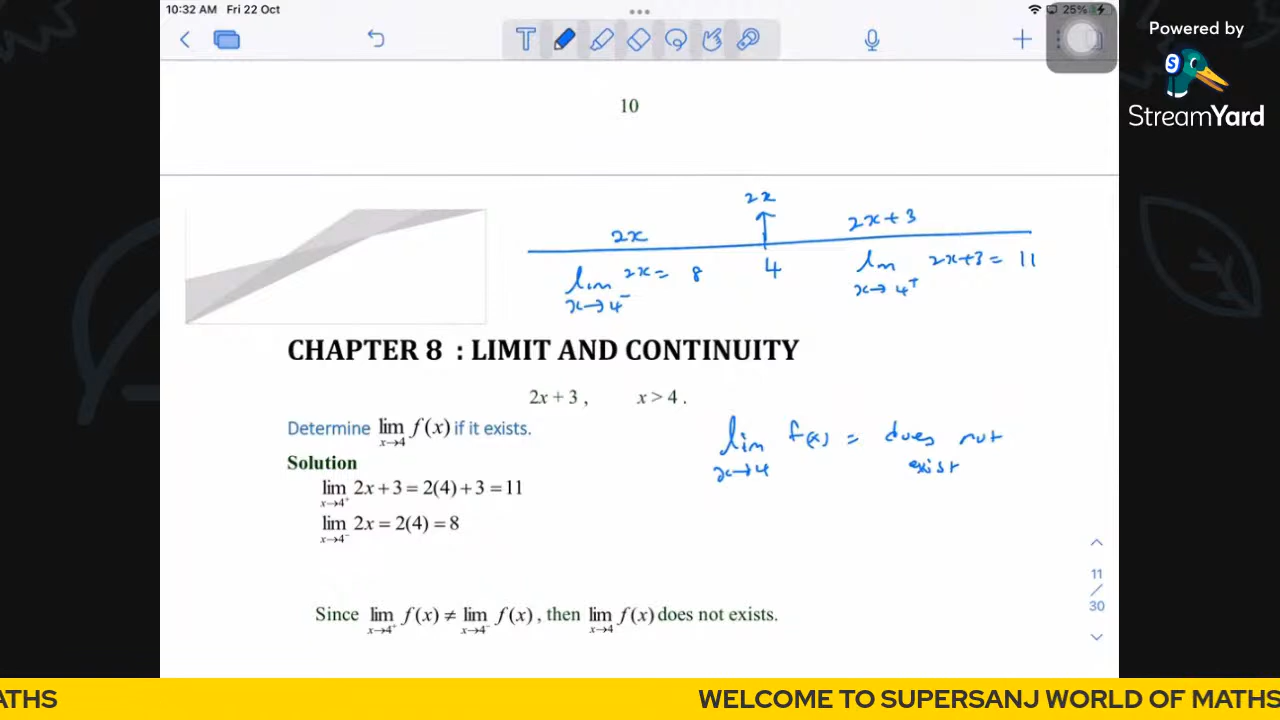 10:32 AM Fri 22 Oct
25%
Powered by
StreamYard
T
10
2x
2x
2x + 3
lim 2x = 8
x→4⁻
4
lim 2x+3 = 11
x→4⁺
CHAPTER 8 : LIMIT AND CONTINUITY
2x + 3 , x > 4 .
Determine lim f(x) if it exists.
x→4
lim f(x) = does not
x→4 exist
Solution
lim 2x + 3 = 2(4) + 3 = 11
x→4⁺
lim 2x = 2(4) = 8
x→4⁻
11
/
30
Since lim f(x) ≠ lim f(x) , then lim f(x) does not exists.
x→4⁺ x→4⁻ x→4
ATHS
WELCOME TO SUPERSANJ WORLD OF MATHS